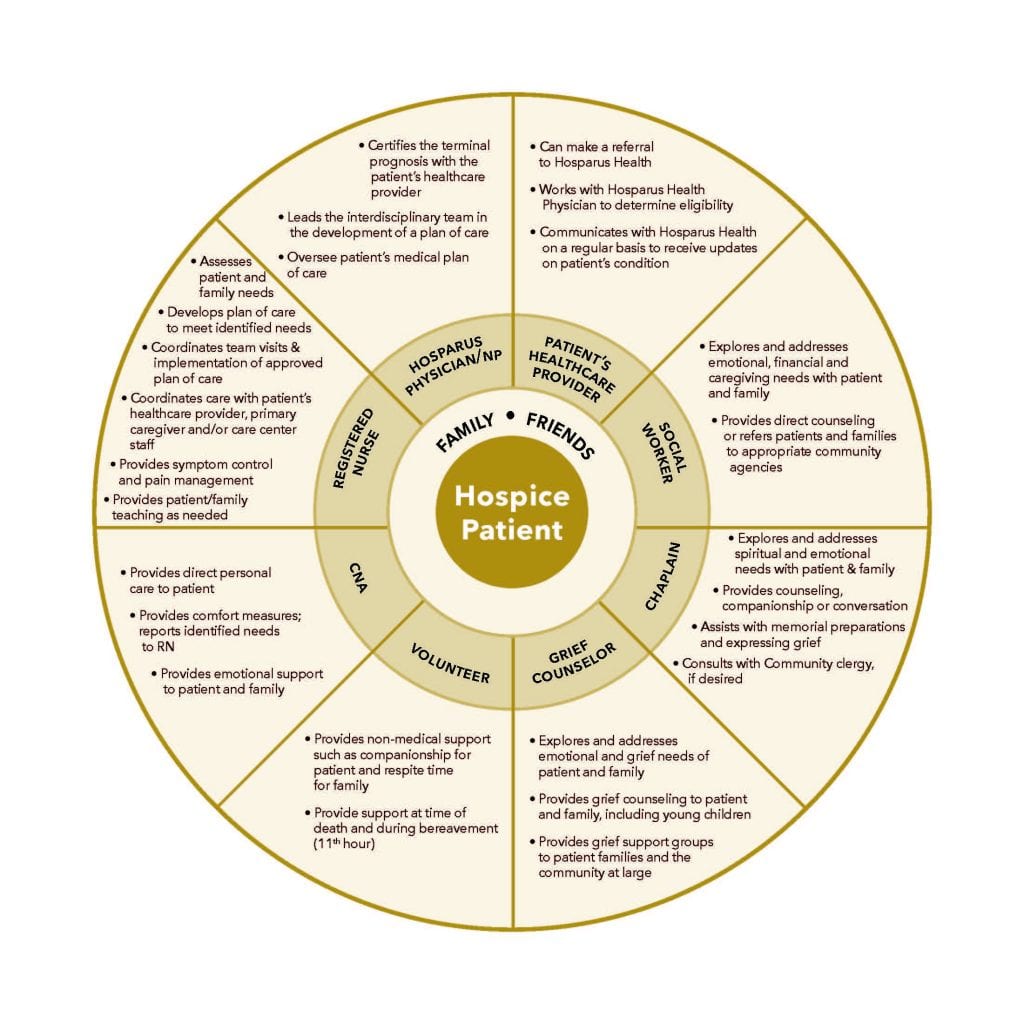 • Certifies the terminal
prognosis with the
patient's healthcare
provider
• Leads the interdisciplinary team in
the development of a plan of care
• Oversee patient's medical plan
of care
• Can make a referral
to Hosparus Health
• Works with Hosparus Health
Physician to determine eligibility
• Communicates with Hosparus Health
on a regular basis to receive updates
on patient's condition
• Explores and addresses
emotional, financial and
caregiving needs with patient
and family
• Provides direct counseling
or refers patients and families
to appropriate community
agencies
• Explores and addresses
spiritual and emotional
needs with patient & family
• Provides counseling,
companionship or conversation
• Assists with memorial preparations
and expressing grief
• Consults with Community clergy,
if desired
• Explores and addresses
emotional and grief needs of
patient and family
• Provides grief counseling to patient
and family, including young children
• Provides grief support groups
to patient families and the
community at large
• Provides non-medical support
such as companionship for
patient and respite time
for family
• Provide support at time of
death and during bereavement
(11th hour)
• Provides direct personal
care to patient
• Provides comfort measures;
reports identified needs
to RN
• Provides emotional support
to patient and family
• Assesses
patient and
family needs
• Develops plan of care
to meet identified needs
• Coordinates team visits &
implementation of approved
plan of care
• Coordinates care with patient's
healthcare provider, primary
caregiver and/or care center
staff
• Provides symptom control
and pain management
• Provides patient/family
teaching as needed
HOSPARUS
PHYSICIAN/NP
PATIENT'S
HEALTHCARE
PROVIDER
SOCIAL
WORKER
CHAPLAIN
GRIEF
COUNSELOR
VOLUNTEER
CNA
REGISTERED
NURSE
FAMILY • FRIENDS
Hospice
Patient